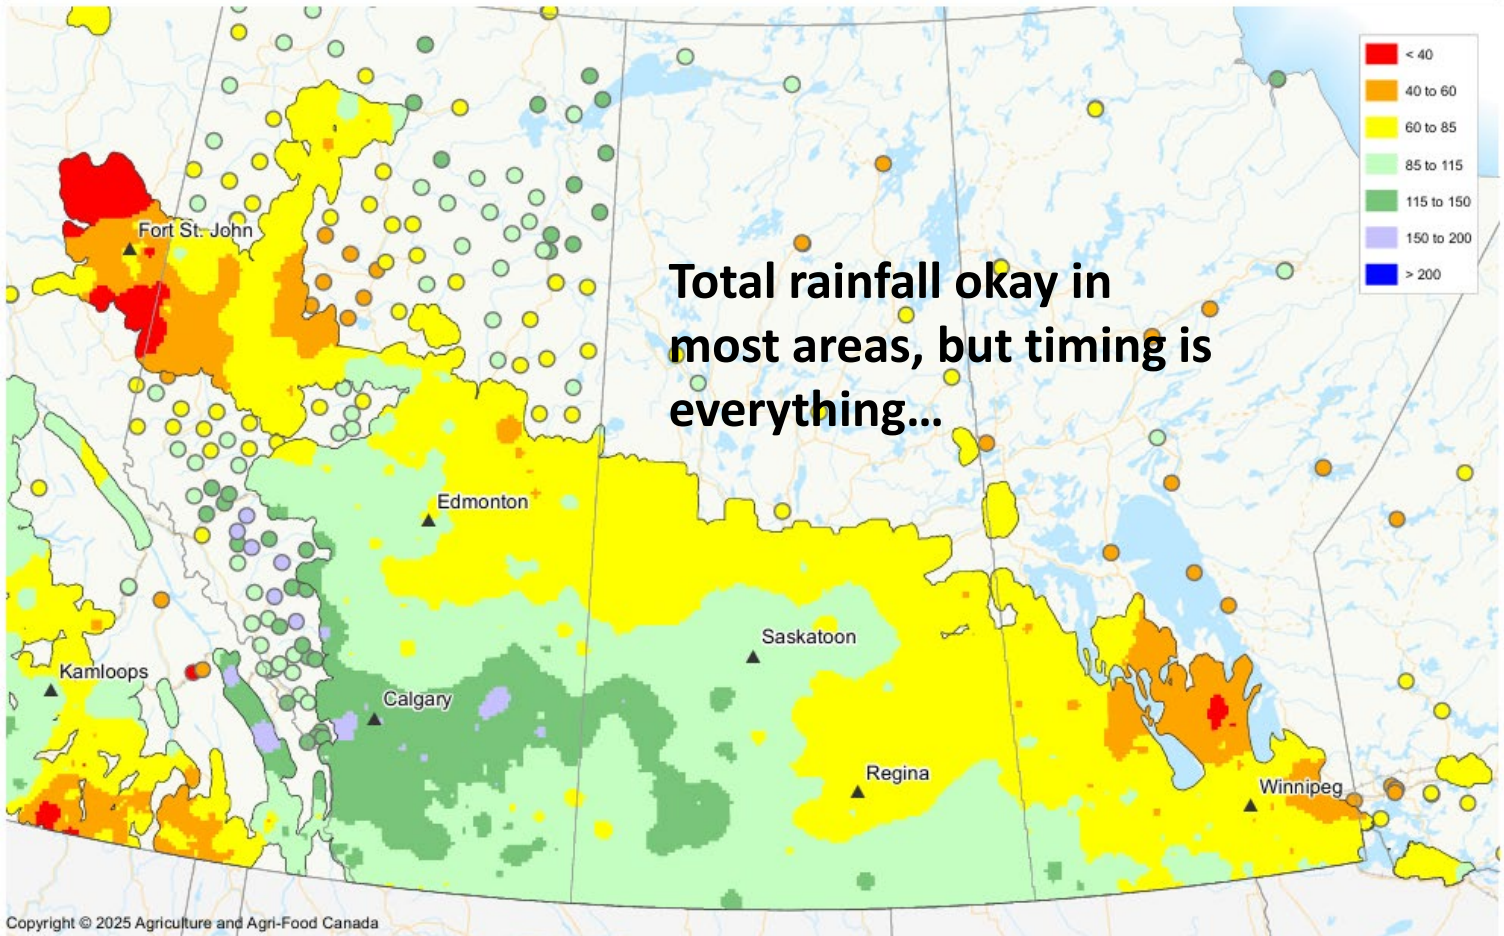 < 40
40 to 60
60 to 85
85 to 115
115 to 150
150 to 200
> 200
Fort St. John
Total rainfall okay in
most areas, but timing is
everything...
Edmonton
Saskatoon
Kamloops
Calgary
Regina
Winnipeg
Copyright © 2025 Agriculture and Agri-Food Canada